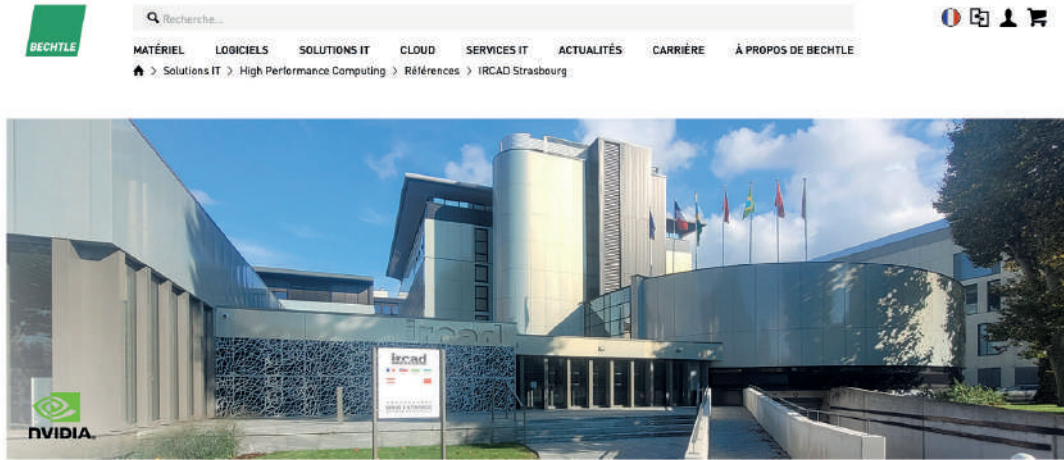 BECHTLE
Recherche...
MATÉRIEL LOGICIELS SOLUTIONS IT CLOUD SERVICES IT ACTUALITÉS CARRIÈRE À PROPOS DE BECHTLE
> Solutions IT > High Performance Computing > Références > IRCAD Strasbourg
ircad
ircad
NVIDIA.